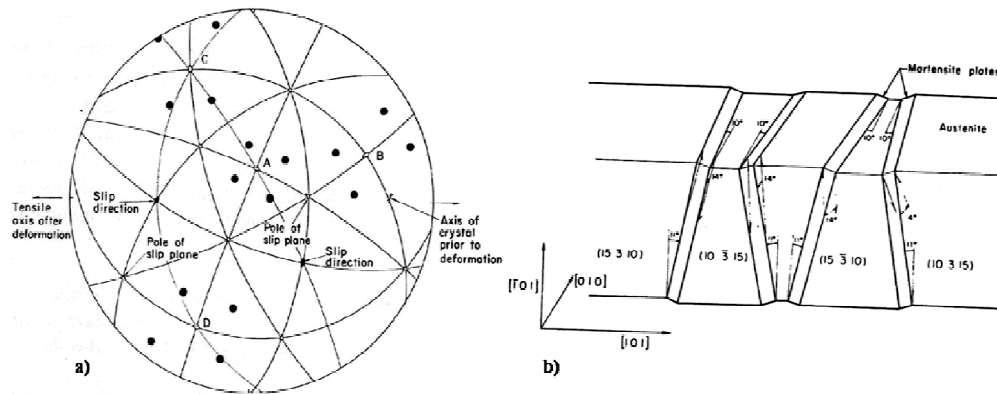 C
B
A
D
Tensile
axis after
deformation
Slip
direction
Pole of
slip plane
Pole of
slip plane
Slip
direction
Axis of
crystal prior
to
deformation
a)
Martensite plates
Austenite
10°
10°
10°
10°
14°
14°
14°
4°
11°
11°
11°
11°
(15 3 10)
(10 3̅ 15)
(15 3̅ 10)
(10 3 15)
[1̅01]
[010]
[101]
b)